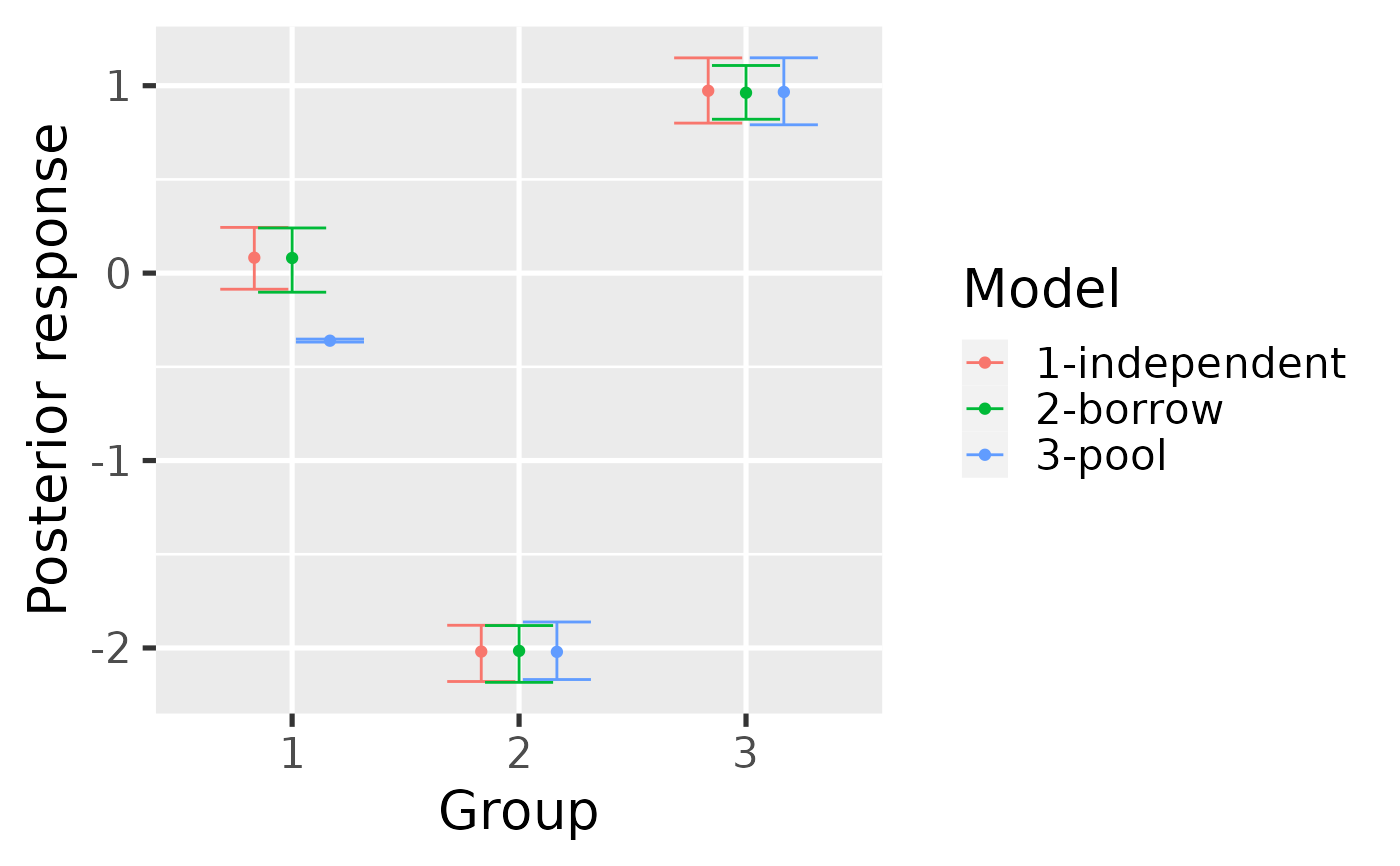 Posterior response
1
0
-1
-2
1 2 3
Group
Model
1-independent
2-borrow
3-pool